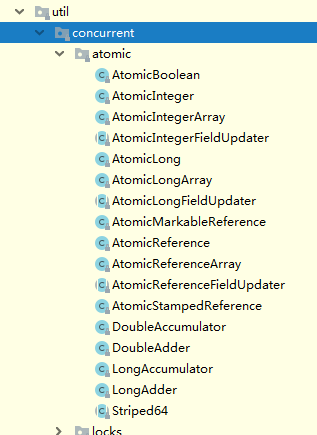 util
concurrent
atomic
AtomicBoolean
AtomicInteger
AtomicIntegerArray
AtomicIntegerFieldUpdater
AtomicLong
AtomicLongArray
AtomicLongFieldUpdater
AtomicMarkableReference
AtomicReference
AtomicReferenceArray
AtomicReferenceFieldUpdater
AtomicStampedReference
DoubleAccumulator
DoubleAdder
LongAccumulator
LongAdder
Striped64
locks